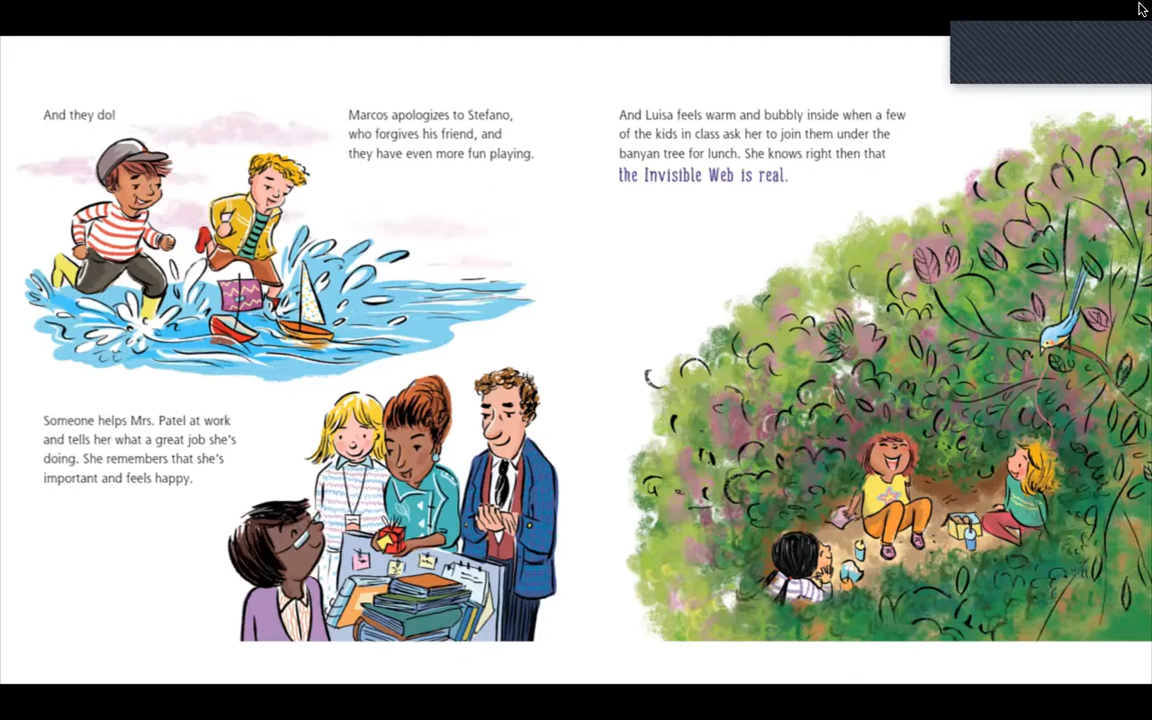 And they do!
Marcos apologizes to Stefano,
who forgives his friend, and
they have even more fun playing.
Someone helps Mrs. Patel at work
and tells her what a great job she's
doing. She remembers that she's
important and feels happy.
And Luisa feels warm and bubbly inside when a few
of the kids in class ask her to join them under the
banyan tree for lunch. She knows right then that
the Invisible Web is real.